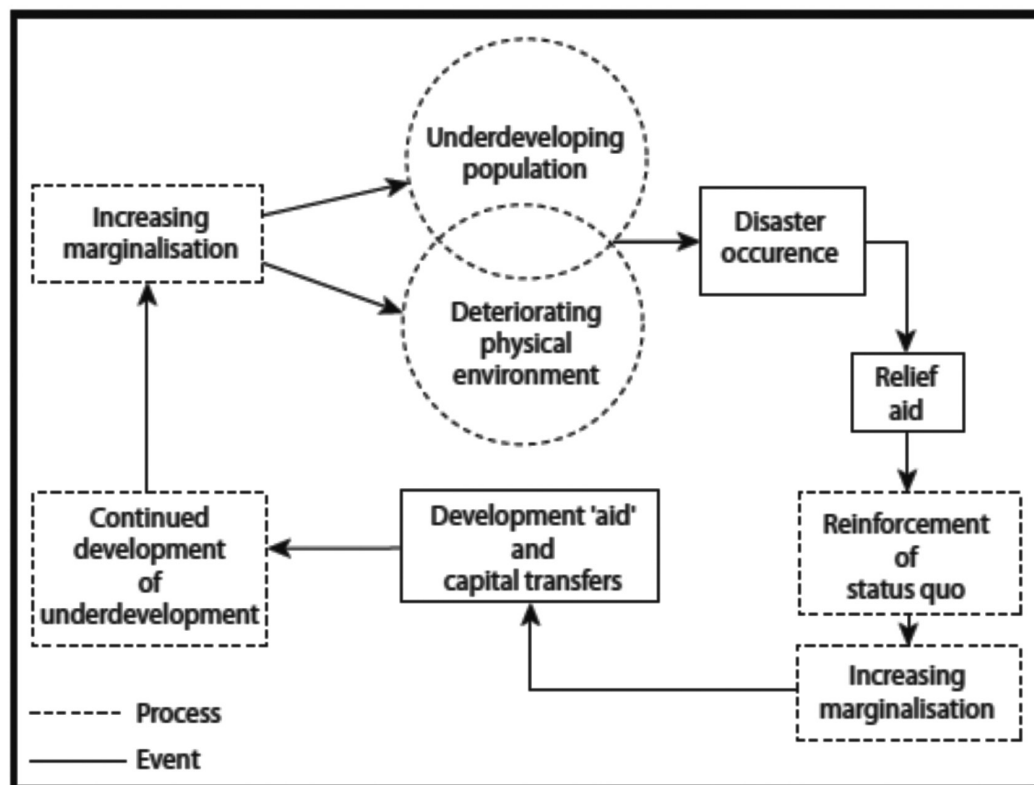 Underdeveloping
population
Increasing
marginalisation
Disaster
occurence
Deteriorating
physical
environment
Relief
aid
Continued
development
of
underdevelopment
Development 'aid'
and
capital transfers
Reinforcement
of
status quo
Increasing
marginalisation
Process
Event